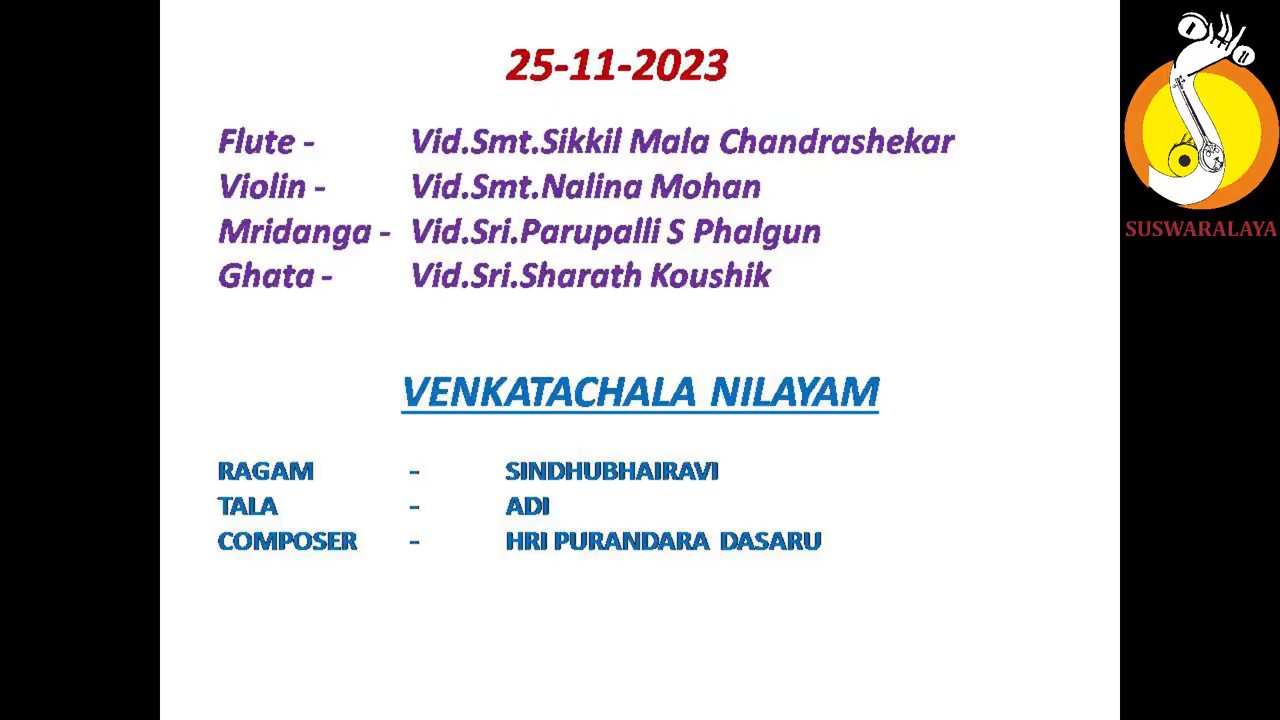 25-11-2023
Flute - Vid.Smt.Sikkil Mala Chandrashekar
Violin - Vid.Smt.Nalina Mohan
Mridanga - Vid.Sri.Parupalli S Phalgun
Ghata - Vid.Sri.Sharath Koushik
VENKATACHALA NILAYAM
RAGAM - SINDHUBHAIRAVI
TALA - ADI
COMPOSER - HRI PURANDARA DASARU
SUSWARALAYA